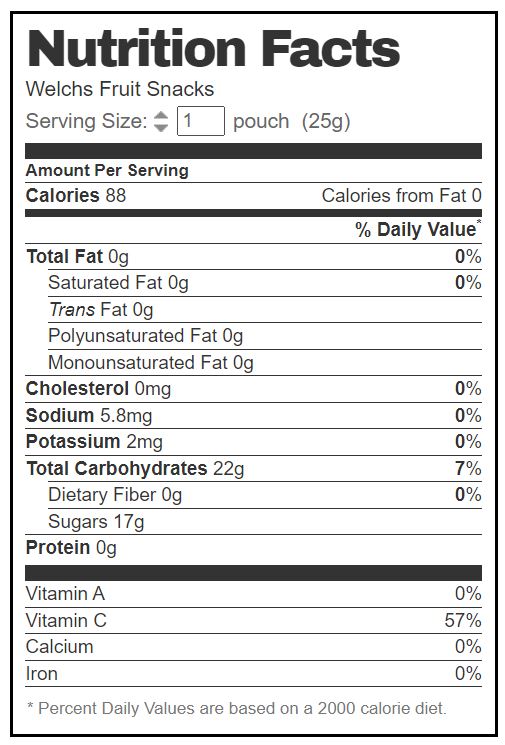 Nutrition Facts
Welchs Fruit Snacks
Serving Size: 1 pouch (25g)
Amount Per Serving
Calories 88 Calories from Fat 0
% Daily Value*
Total Fat 0g 0%
Saturated Fat 0g 0%
Trans Fat 0g
Polyunsaturated Fat 0g
Monounsaturated Fat 0g
Cholesterol 0mg 0%
Sodium 5.8mg 0%
Potassium 2mg 0%
Total Carbohydrates 22g 7%
Dietary Fiber 0g 0%
Sugars 17g
Protein 0g
Vitamin A 0%
Vitamin C 57%
Calcium 0%
Iron 0%
* Percent Daily Values are based on a 2000 calorie diet.